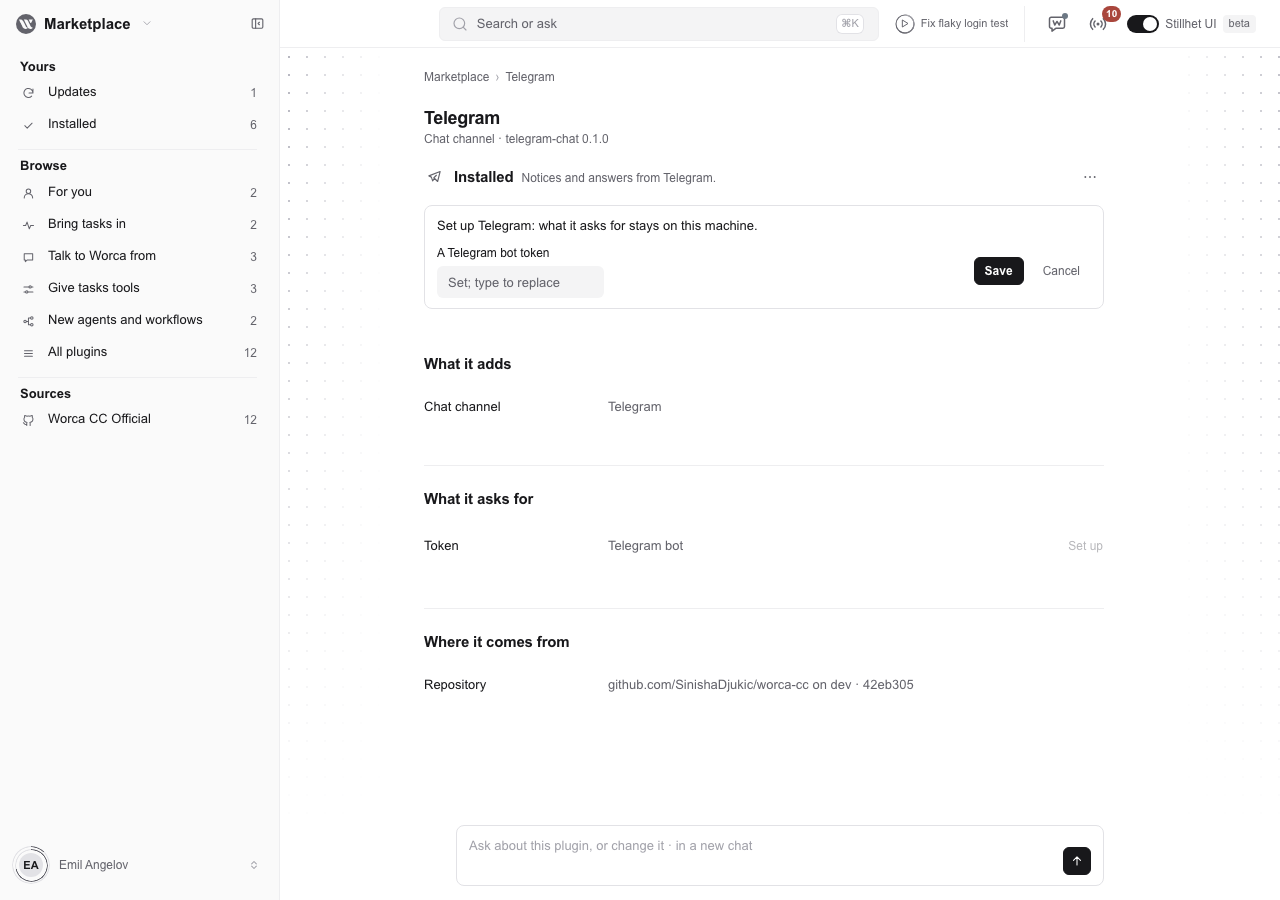 Marketplace
Search or ask
⌘K
Fix flaky login test
10
Stillhet UI
beta
Yours
Updates 1
Installed 6
Browse
For you 2
Bring tasks in 2
Talk to Worca from 3
Give tasks tools 3
New agents and workflows 2
All plugins 12
Sources
Worca CC Official 12
EA
Emil Angelov
Marketplace › Telegram
Telegram
Chat channel · telegram-chat 0.1.0
Installed Notices and answers from Telegram.
Set up Telegram: what it asks for stays on this machine.
A Telegram bot token
Set; type to replace
Save
Cancel
What it adds
Chat channel Telegram
What it asks for
Token Telegram bot Set up
Where it comes from
Repository github.com/SinishaDjukic/worca-cc on dev · 42eb305
Ask about this plugin, or change it · in a new chat